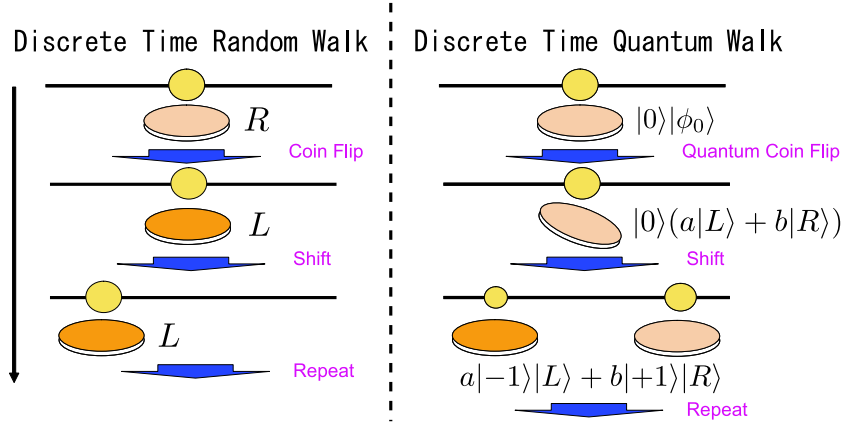 Discrete Time Random Walk
R
Coin Flip
L
Shift
L
Repeat
Discrete Time Quantum Walk
|0⟩|ϕ₀⟩
Quantum Coin Flip
|0⟩(a|L⟩ + b|R⟩)
Shift
a|−1⟩|L⟩ + b|+1⟩|R⟩
Repeat